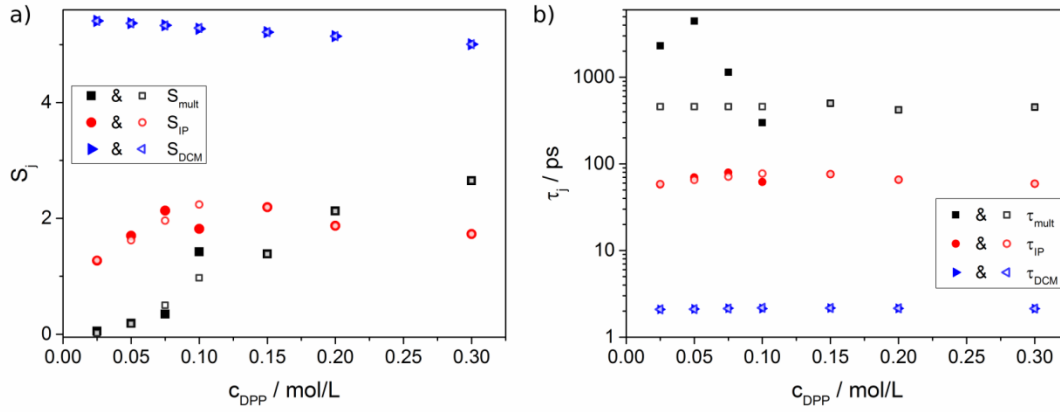 a)
S_j
4
2
0
■ & □ S_mult
● & ○ S_IP
▶ & ◁ S_DCM
0.00 0.05 0.10 0.15 0.20 0.25 0.30
c_DPP / mol/L
b)
τ_j / ps
1000
100
10
1
■ & □ τ_mult
● & ○ τ_IP
▶ & ◁ τ_DCM
0.00 0.05 0.10 0.15 0.20 0.25 0.30
c_DPP / mol/L